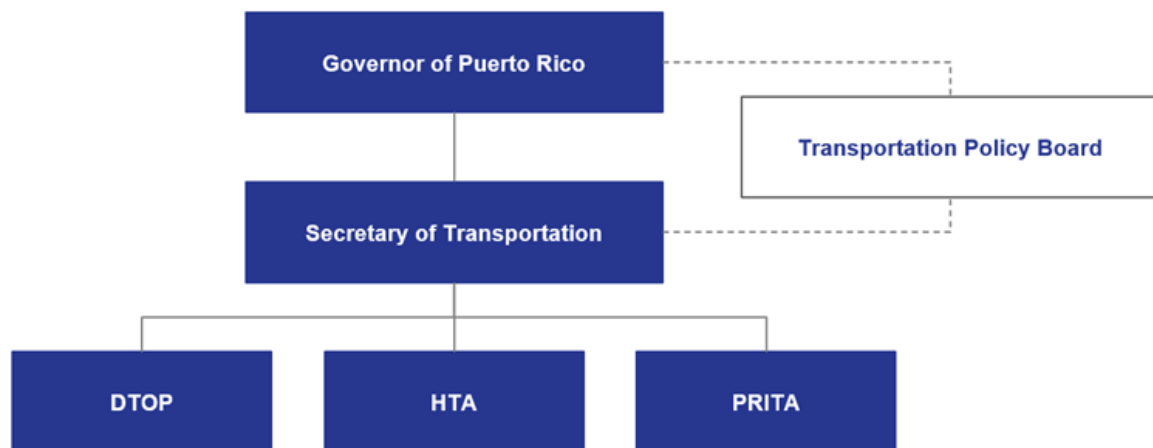 Governor of Puerto Rico
Transportation Policy Board
Secretary of Transportation
DTOP
HTA
PRITA